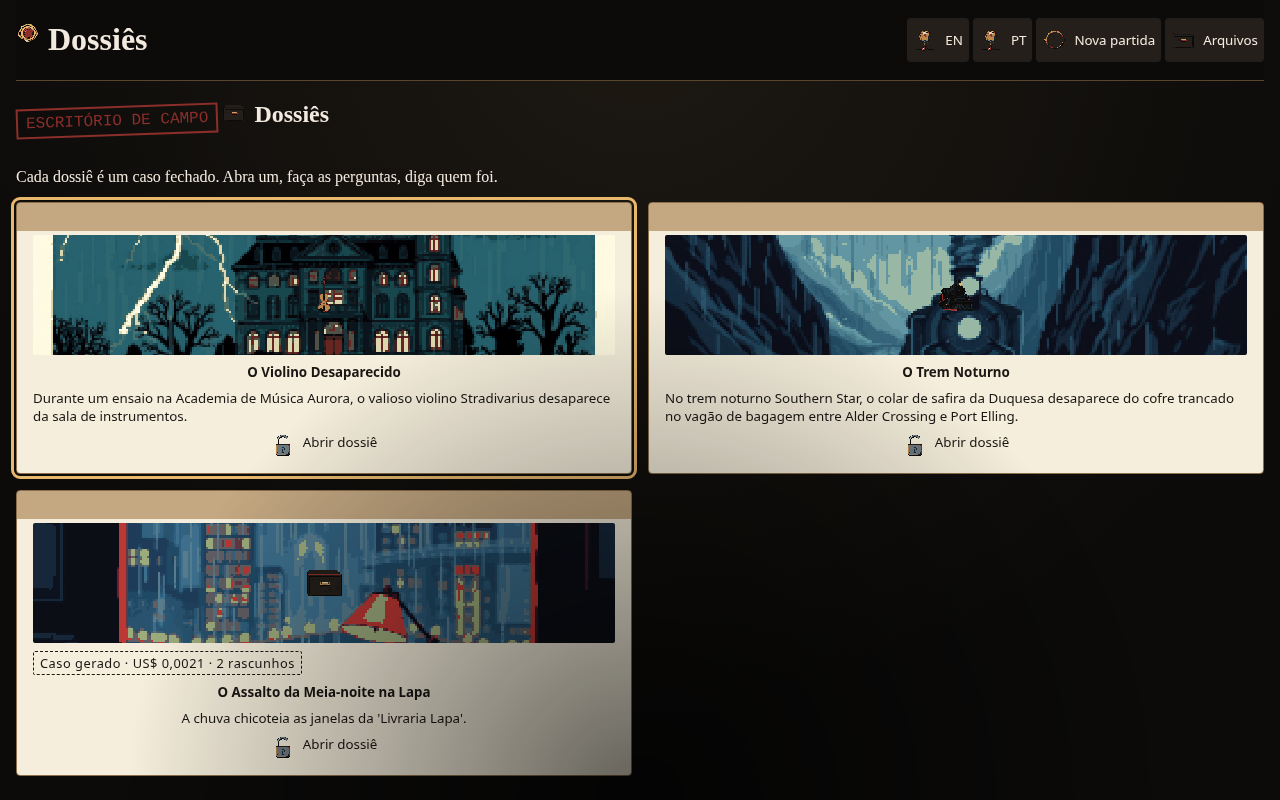 Dossiês
EN
PT
Nova partida
Arquivos
ESCRITÓRIO DE CAMPO
Dossiês
Cada dossiê é um caso fechado. Abra um, faça as perguntas, diga quem foi.
O Violino Desaparecido
Durante um ensaio na Academia de Música Aurora, o valioso violino Stradivarius desaparece
da sala de instrumentos.
Abrir dossiê
O Trem Noturno
No trem noturno Southern Star, o colar de safira da Duquesa desaparece do cofre trancado
no vagão de bagagem entre Alder Crossing e Port Elling.
Abrir dossiê
Caso gerado · US$ 0,0021 · 2 rascunhos
O Assalto da Meia-noite na Lapa
A chuva chicoteia as janelas da 'Livraria Lapa'.
Abrir dossiê